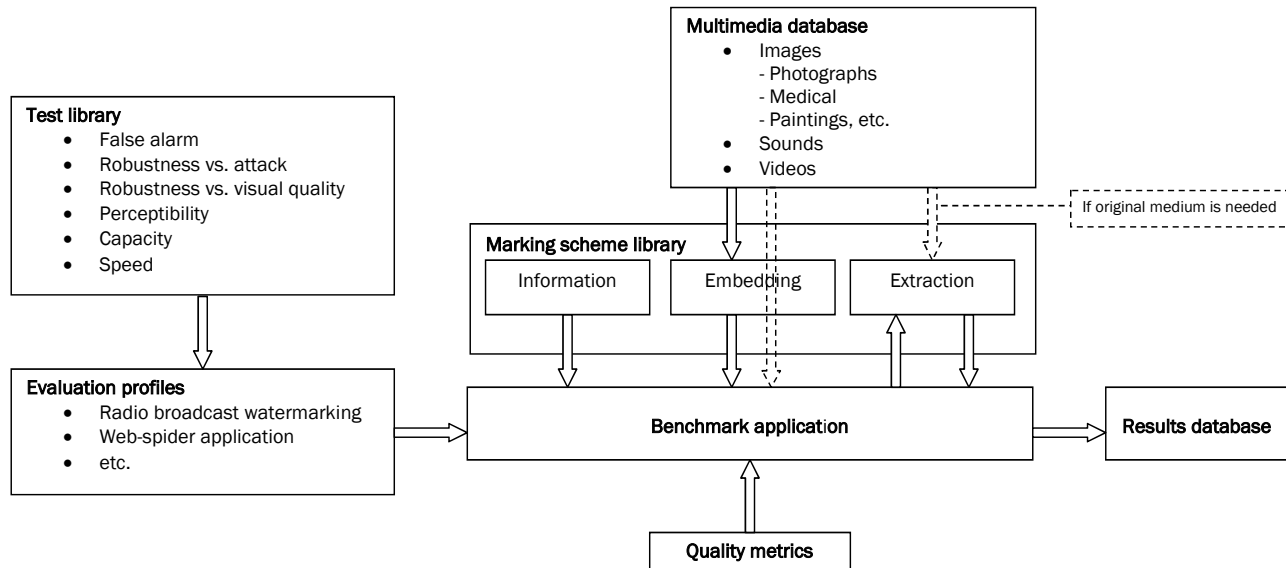 Multimedia database
• Images
- Photographs
- Medical
- Paintings, etc.
• Sounds
• Videos
Test library
• False alarm
• Robustness vs. attack
• Robustness vs. visual quality
• Perceptibility
• Capacity
• Speed
If original medium is needed
Marking scheme library
Information
Embedding
Extraction
Evaluation profiles
• Radio broadcast watermarking
• Web-spider application
• etc.
Benchmark application
Results database
Quality metrics